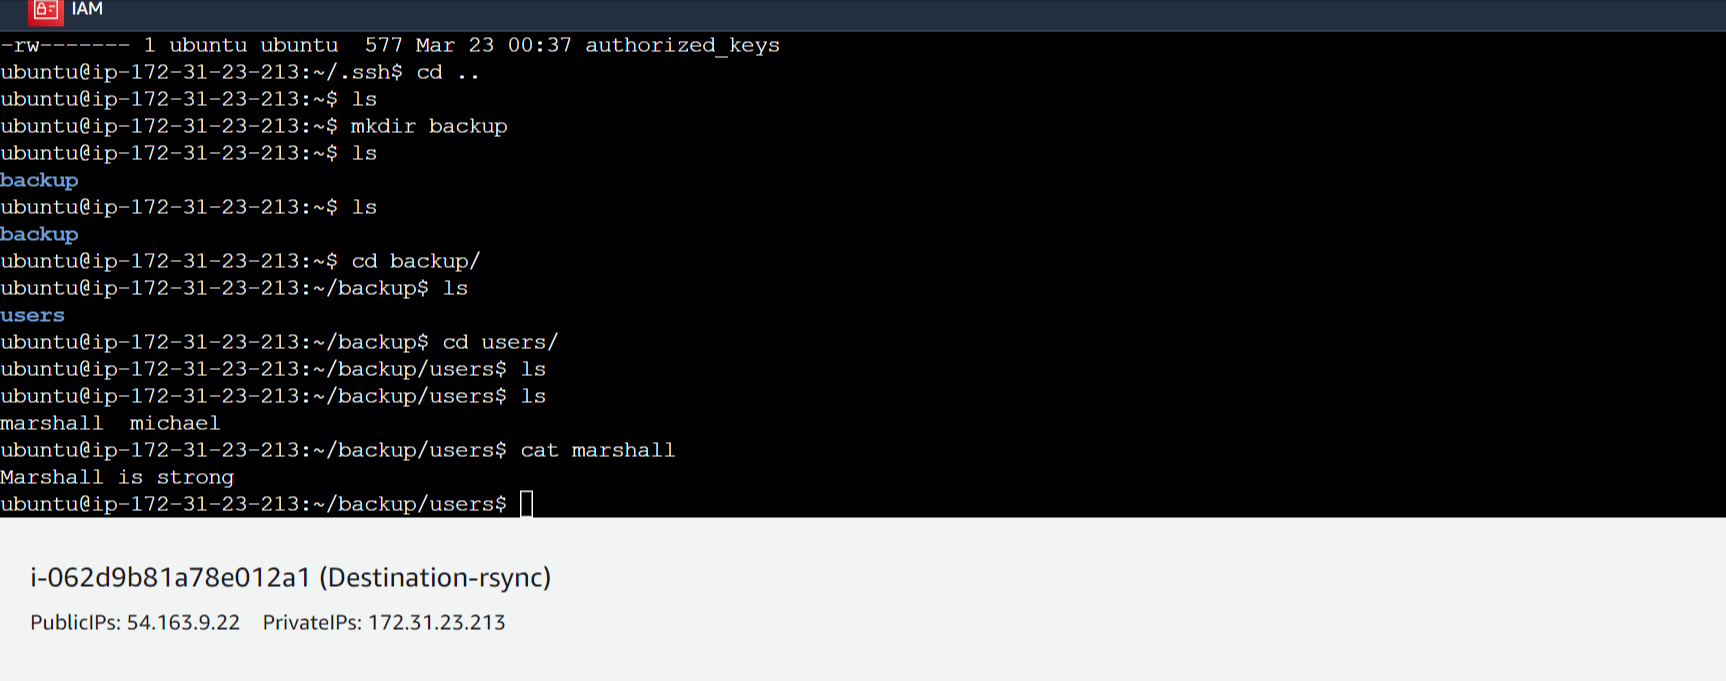 IAM
-rw------- 1 ubuntu ubuntu  577 Mar 23 00:37 authorized_keys
ubuntu@ip-172-31-23-213:~/.ssh$ cd ..
ubuntu@ip-172-31-23-213:~$ ls
ubuntu@ip-172-31-23-213:~$ mkdir backup
ubuntu@ip-172-31-23-213:~$ ls
backup
ubuntu@ip-172-31-23-213:~$ ls
backup
ubuntu@ip-172-31-23-213:~$ cd backup/
ubuntu@ip-172-31-23-213:~/backup$ ls
users
ubuntu@ip-172-31-23-213:~/backup$ cd users/
ubuntu@ip-172-31-23-213:~/backup/users$ ls
ubuntu@ip-172-31-23-213:~/backup/users$ ls
marshall  michael
ubuntu@ip-172-31-23-213:~/backup/users$ cat marshall
Marshall is strong
ubuntu@ip-172-31-23-213:~/backup/users$
i-062d9b81a78e012a1 (Destination-rsync)
PublicIPs: 54.163.9.22  PrivateIPs: 172.31.23.213